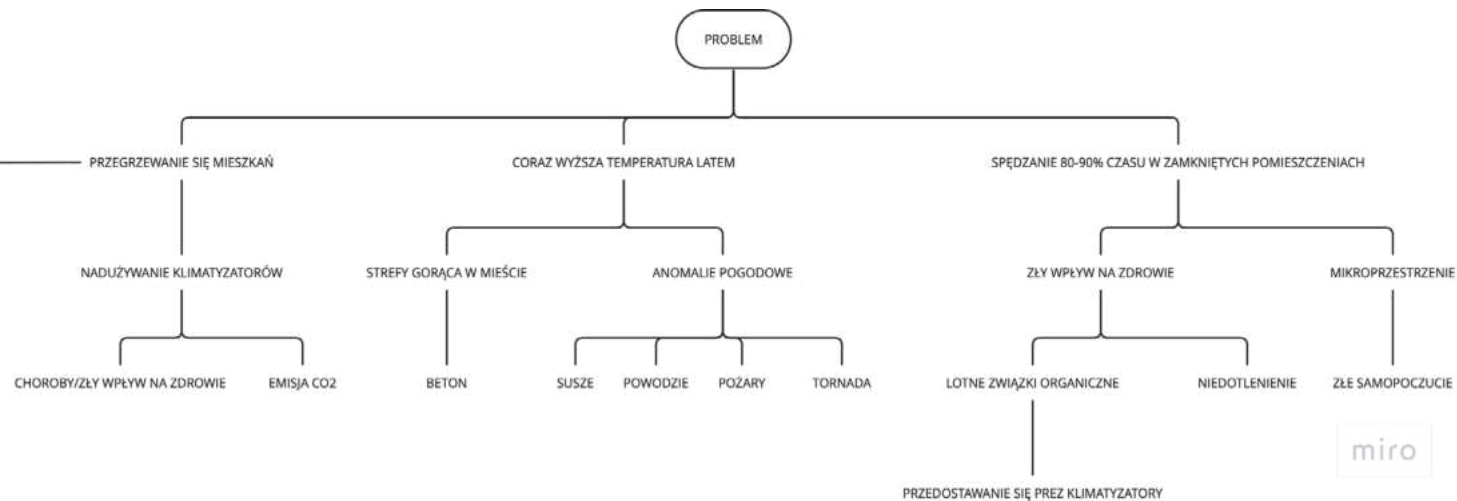 PROBLEM
PRZEGRZEWANIE SIĘ MIESZKAŃ
CORAZ WYŻSZA TEMPERATURA LATEM
SPĘDZANIE 80-90% CZASU W ZAMKNIĘTYCH POMIESZCZENIACH
NADUŻYWANIE KLIMATYZATORÓW
STREFY GORĄCA W MIEŚCIE
ANOMALIE POGODOWE
ZŁY WPŁYW NA ZDROWIE
MIKROPRZESTRZENIE
CHOROBY/ZŁY WPŁYW NA ZDROWIE
EMISJA CO2
BETON
SUSZE
POWODZIE
POŻARY
TORNADA
LOTNE ZWIĄZKI ORGANICZNE
NIEDOTLENIENIE
ZŁE SAMOPOCZUCIE
miro
PRZEDOSTAWANIE SIĘ PREZ KLIMATYZATORY